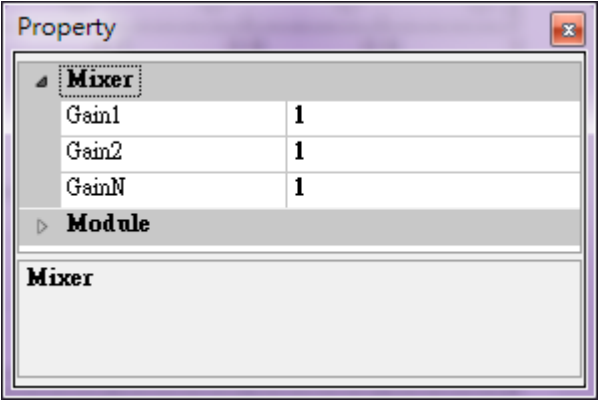 Property
Mixer
Gain1 1
Gain2 1
GainN 1
Module
Mixer